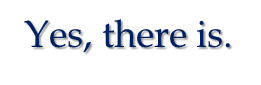 Yes, there is.